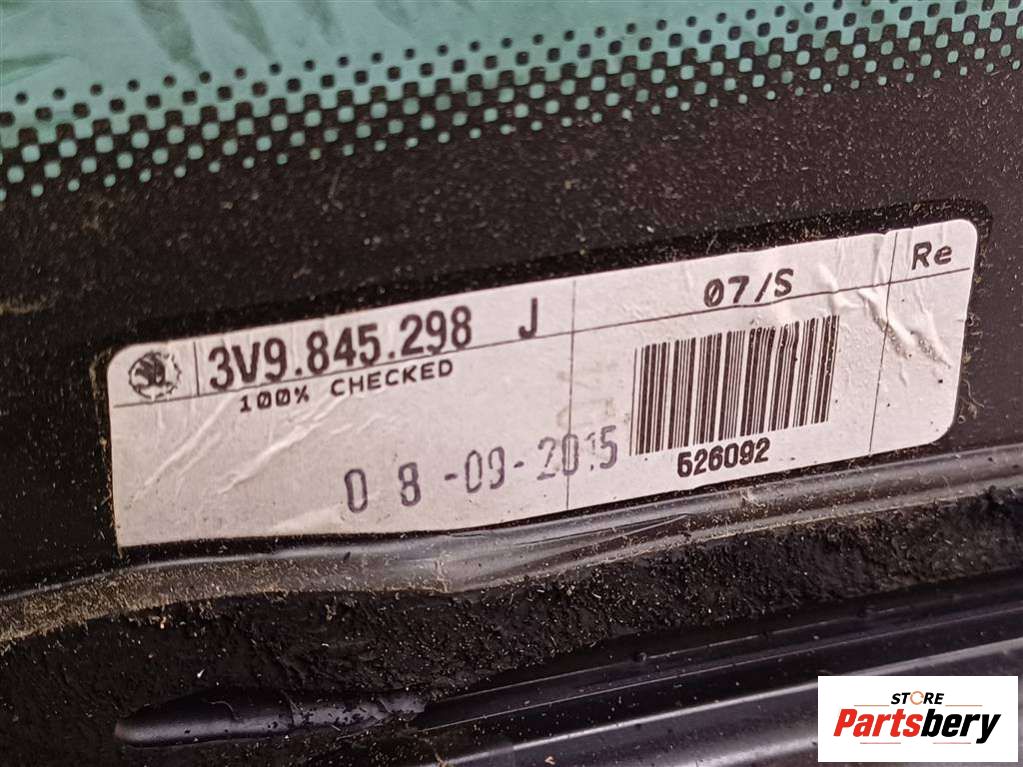 3V9.845.298 J
07/S
Re
100% CHECKED
08-09-2015
526092
STORE
Partsbery